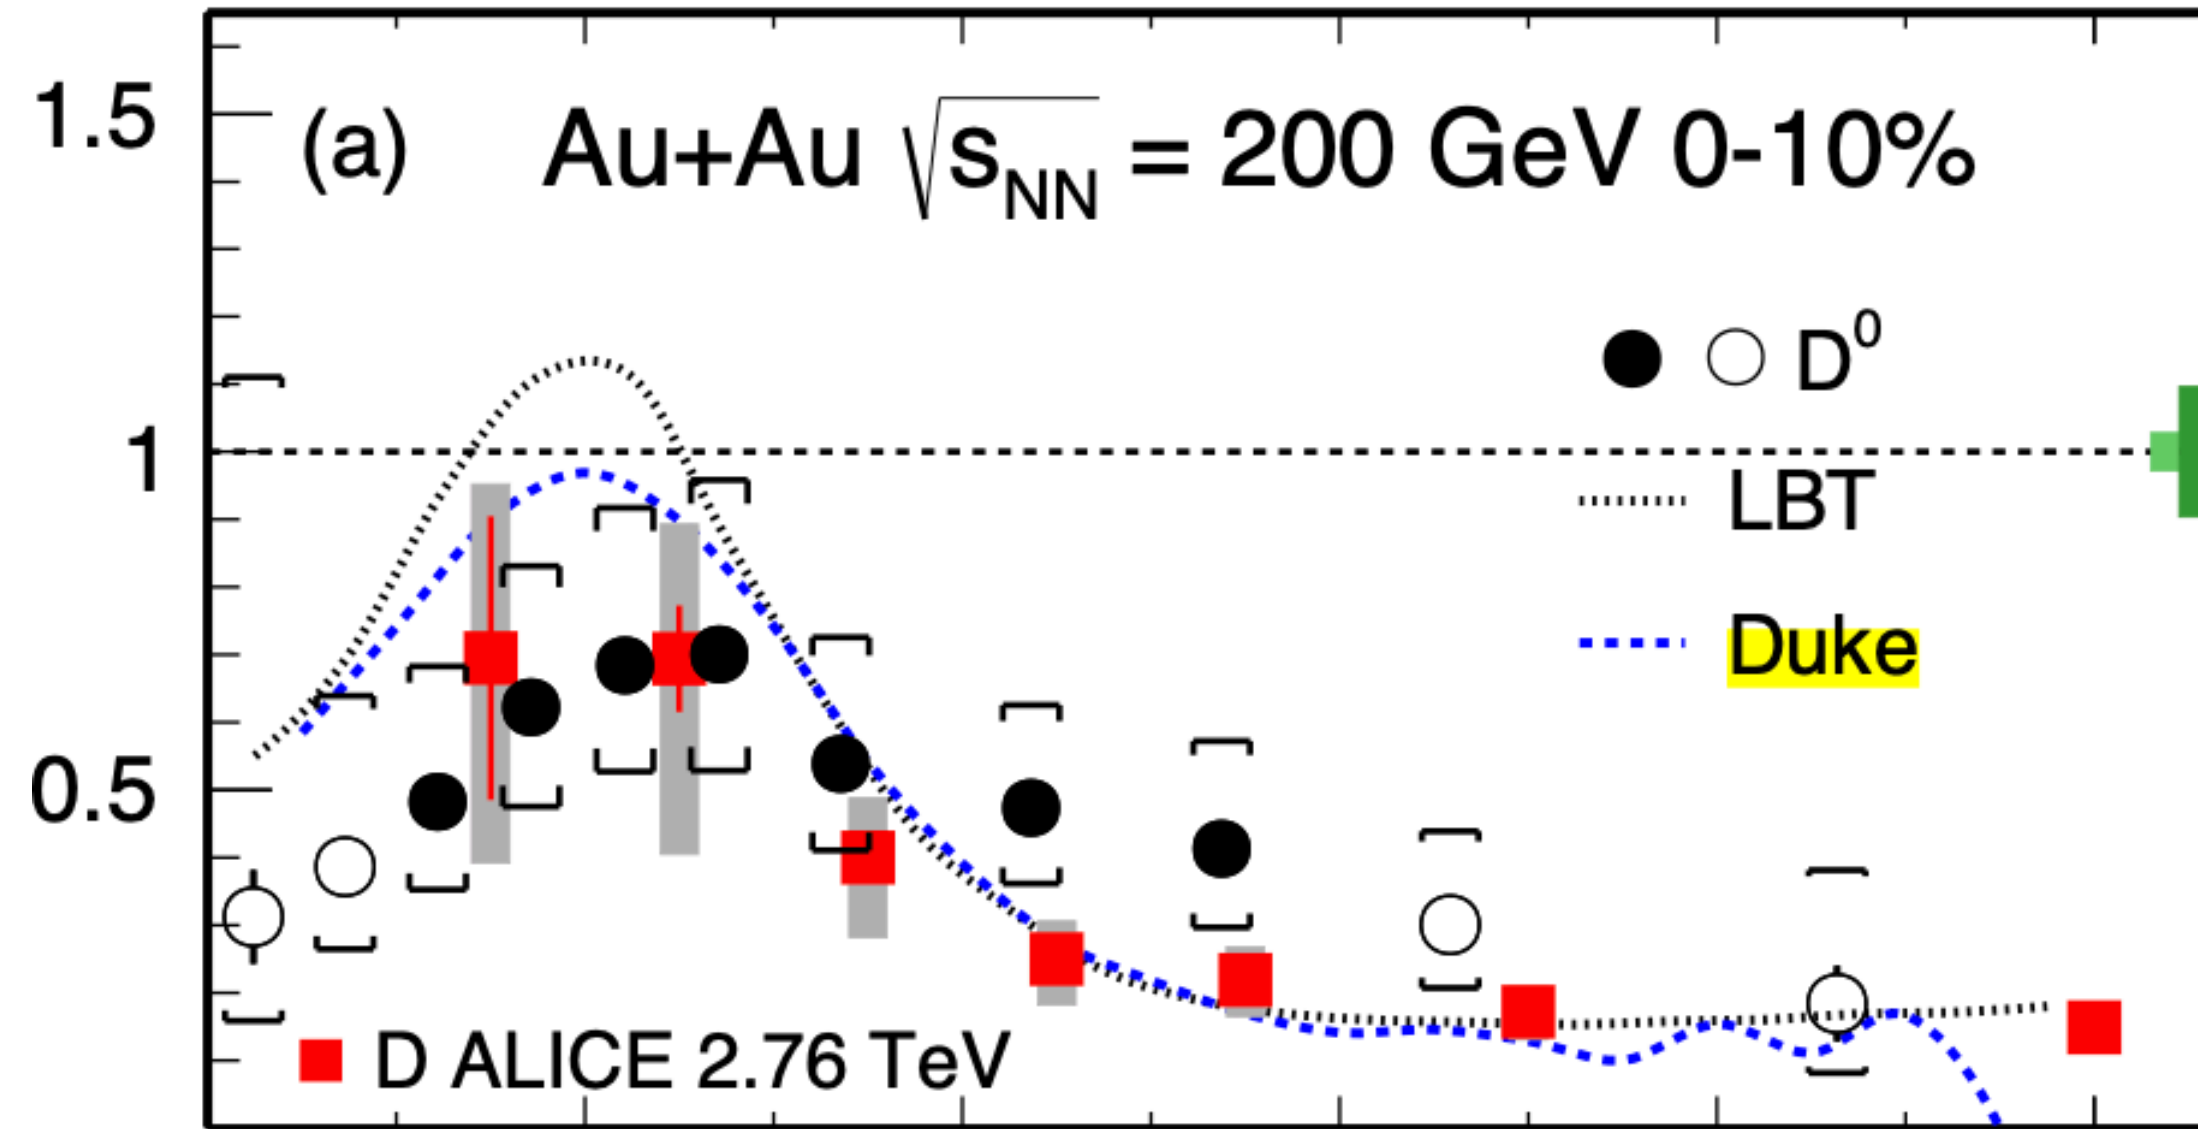 1.5
(a) Au+Au √sNN = 200 GeV 0-10%
D0
1
LBT
Duke
0.5
D ALICE 2.76 TeV